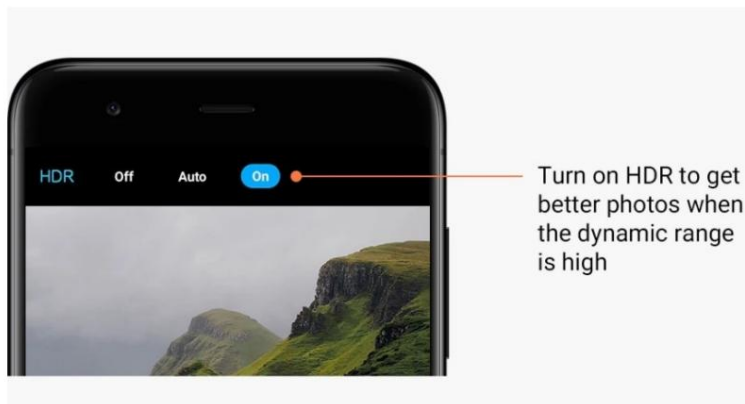 HDR Off Auto On
Turn on HDR to get
better photos when
the dynamic range
is high